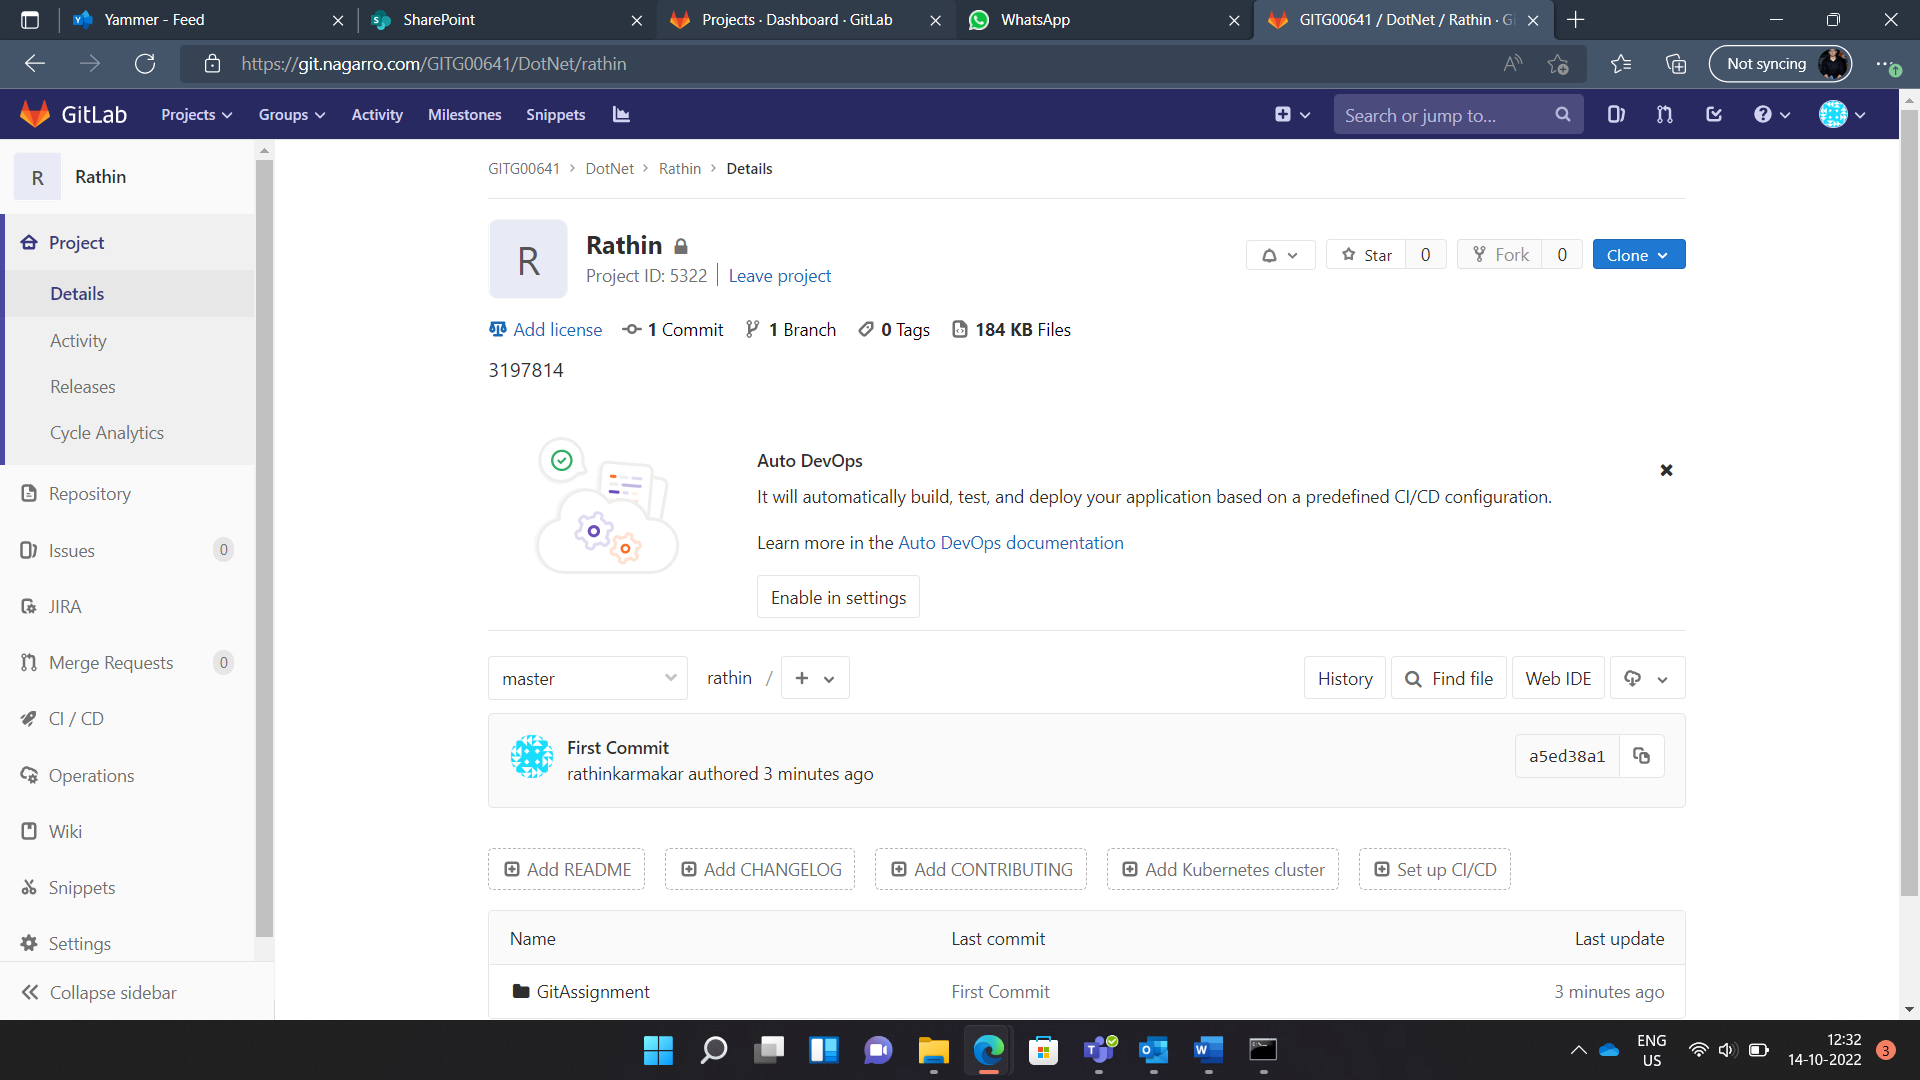 Yammer - Feed
SharePoint
Projects · Dashboard · GitLab
WhatsApp
GITG00641 / DotNet / Rathin · G
https://git.nagarro.com/GITG00641/DotNet/rathin
Not syncing
GitLab
Projects
Groups
Activity
Milestones
Snippets
Search or jump to...
R
Rathin
Project
Details
Activity
Releases
Cycle Analytics
Repository
Issues
0
JIRA
Merge Requests
0
CI / CD
Operations
Wiki
Snippets
Settings
Collapse sidebar
GITG00641 > DotNet > Rathin > Details
R
Rathin
Project ID: 5322
Leave project
Star
0
Fork
0
Clone
Add license
1 Commit
1 Branch
0 Tags
184 KB Files
3197814
Auto DevOps
It will automatically build, test, and deploy your application based on a predefined CI/CD configuration.
Learn more in the Auto DevOps documentation
Enable in settings
master
rathin /
History
Find file
Web IDE
First Commit
rathinkarmakar authored 3 minutes ago
a5ed38a1
Add README
Add CHANGELOG
Add CONTRIBUTING
Add Kubernetes cluster
Set up CI/CD
Name
Last commit
Last update
GitAssignment
First Commit
3 minutes ago
ENG
US
12:32
14-10-2022
3